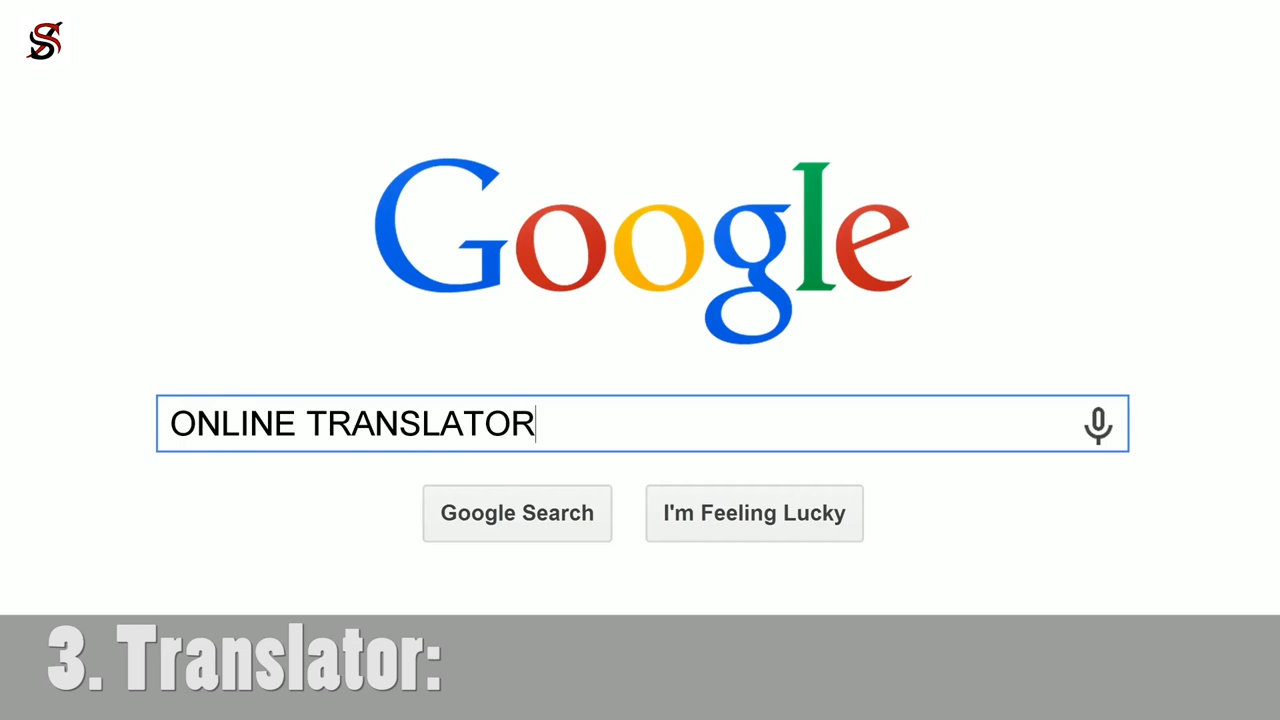 Google
ONLINE TRANSLATOR
Google Search
I'm Feeling Lucky
3. Translator: